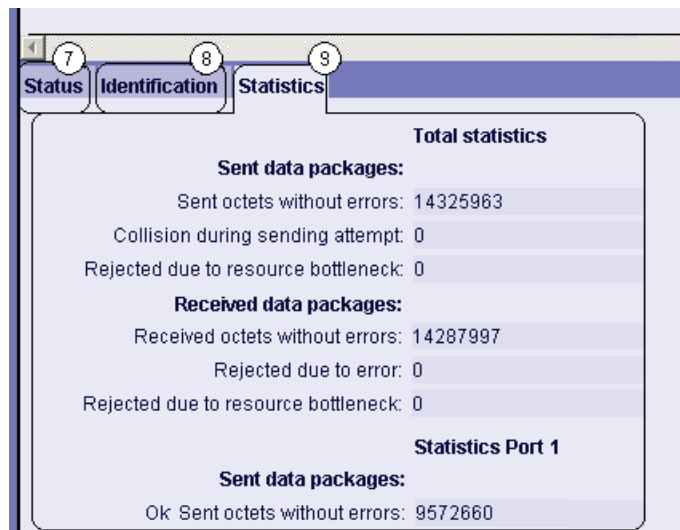 7 8 9
Status Identification Statistics
Total statistics
Sent data packages:
Sent octets without errors: 14325963
Collision during sending attempt: 0
Rejected due to resource bottleneck: 0
Received data packages:
Received octets without errors: 14287997
Rejected due to error: 0
Rejected due to resource bottleneck: 0
Statistics Port 1
Sent data packages:
Ok Sent octets without errors: 9572660